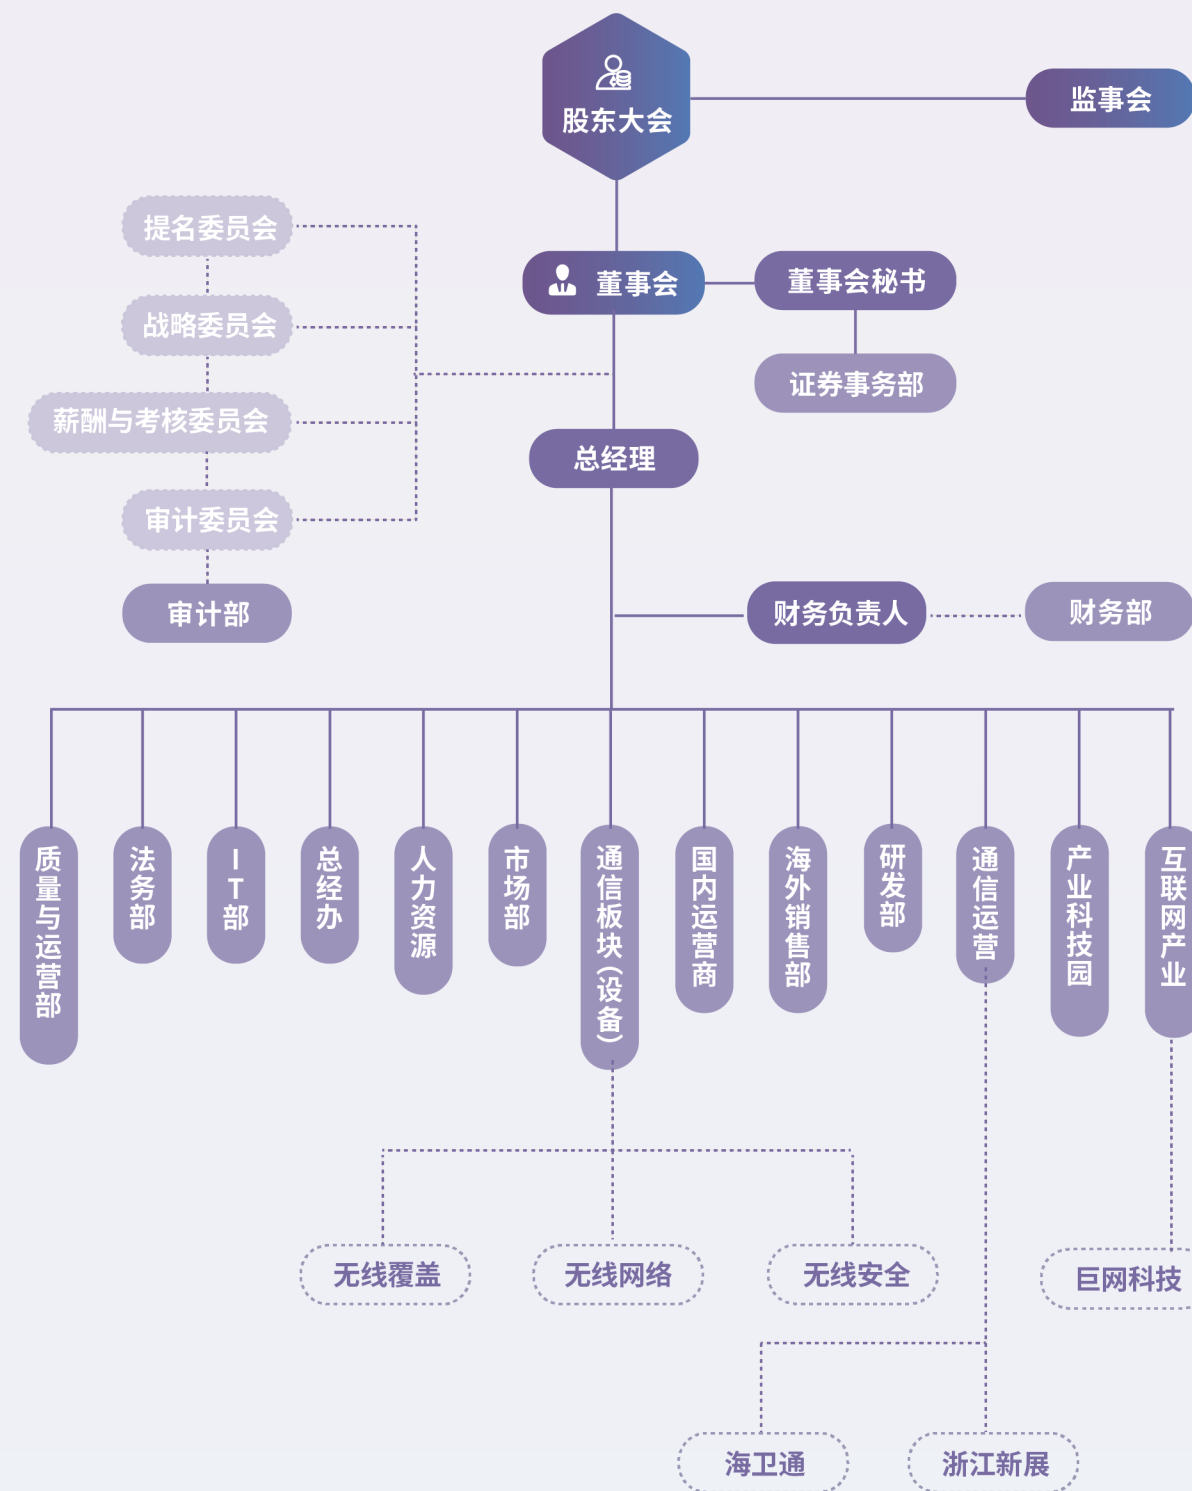 股东大会
监事会
提名委员会
董事会
董事会秘书
战略委员会
证券事务部
薪酬与考核委员会
总经理
审计委员会
审计部
财务负责人
财务部
质量与运营部
法务部
IT部
总经办
人力资源
市场部
通信板块(设备)
国内运营商
海外销售部
研发部
通信运营
产业科技园
互联网产业
无线覆盖
无线网络
无线安全
巨网科技
海卫通
浙江新展